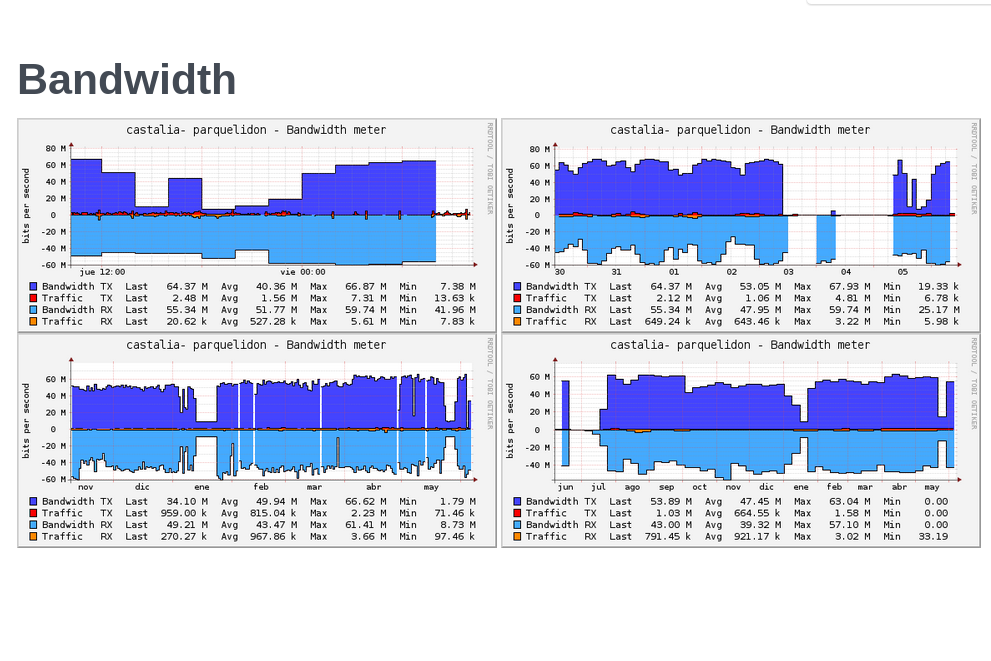 Bandwidth
castalia- parquelidon - Bandwidth meter
RRDTOOL / TOBI OETIKER
bits per second
80 M
60 M
40 M
20 M
0
-20 M
-40 M
-60 M
jue 12:00 vie 00:00
Bandwidth TX Last 64.37 M Avg 40.36 M Max 66.87 M Min 7.38 M
Traffic TX Last 2.48 M Avg 1.56 M Max 7.31 M Min 13.63 k
Bandwidth RX Last 55.34 M Avg 51.77 M Max 59.74 M Min 41.96 M
Traffic RX Last 20.62 k Avg 527.28 k Max 5.61 M Min 7.83 k
castalia- parquelidon - Bandwidth meter
RRDTOOL / TOBI OETIKER
bits per second
80 M
60 M
40 M
20 M
0
-20 M
-40 M
-60 M
30 31 01 02 03 04 05
Bandwidth TX Last 64.37 M Avg 53.05 M Max 67.93 M Min 19.33 k
Traffic TX Last 2.12 M Avg 1.06 M Max 4.81 M Min 6.78 k
Bandwidth RX Last 55.34 M Avg 47.95 M Max 59.74 M Min 25.17 M
Traffic RX Last 649.24 k Avg 643.46 k Max 3.22 M Min 5.98 k
castalia- parquelidon - Bandwidth meter
RRDTOOL / TOBI OETIKER
bits per second
60 M
40 M
20 M
0
-20 M
-40 M
-60 M
nov dic ene feb mar abr may
Bandwidth TX Last 34.10 M Avg 49.94 M Max 66.62 M Min 1.79 M
Traffic TX Last 959.00 k Avg 815.04 k Max 2.23 M Min 71.46 k
Bandwidth RX Last 49.21 M Avg 43.47 M Max 61.41 M Min 8.73 M
Traffic RX Last 270.27 k Avg 967.86 k Max 3.66 M Min 97.46 k
castalia- parquelidon - Bandwidth meter
RRDTOOL / TOBI OETIKER
bits per second
60 M
40 M
20 M
0
-20 M
-40 M
jun jul ago sep oct nov dic ene feb mar abr may
Bandwidth TX Last 53.89 M Avg 47.45 M Max 63.04 M Min 0.00
Traffic TX Last 1.03 M Avg 664.55 k Max 1.58 M Min 0.00
Bandwidth RX Last 43.00 M Avg 39.32 M Max 57.10 M Min 0.00
Traffic RX Last 791.45 k Avg 921.17 k Max 3.02 M Min 33.19